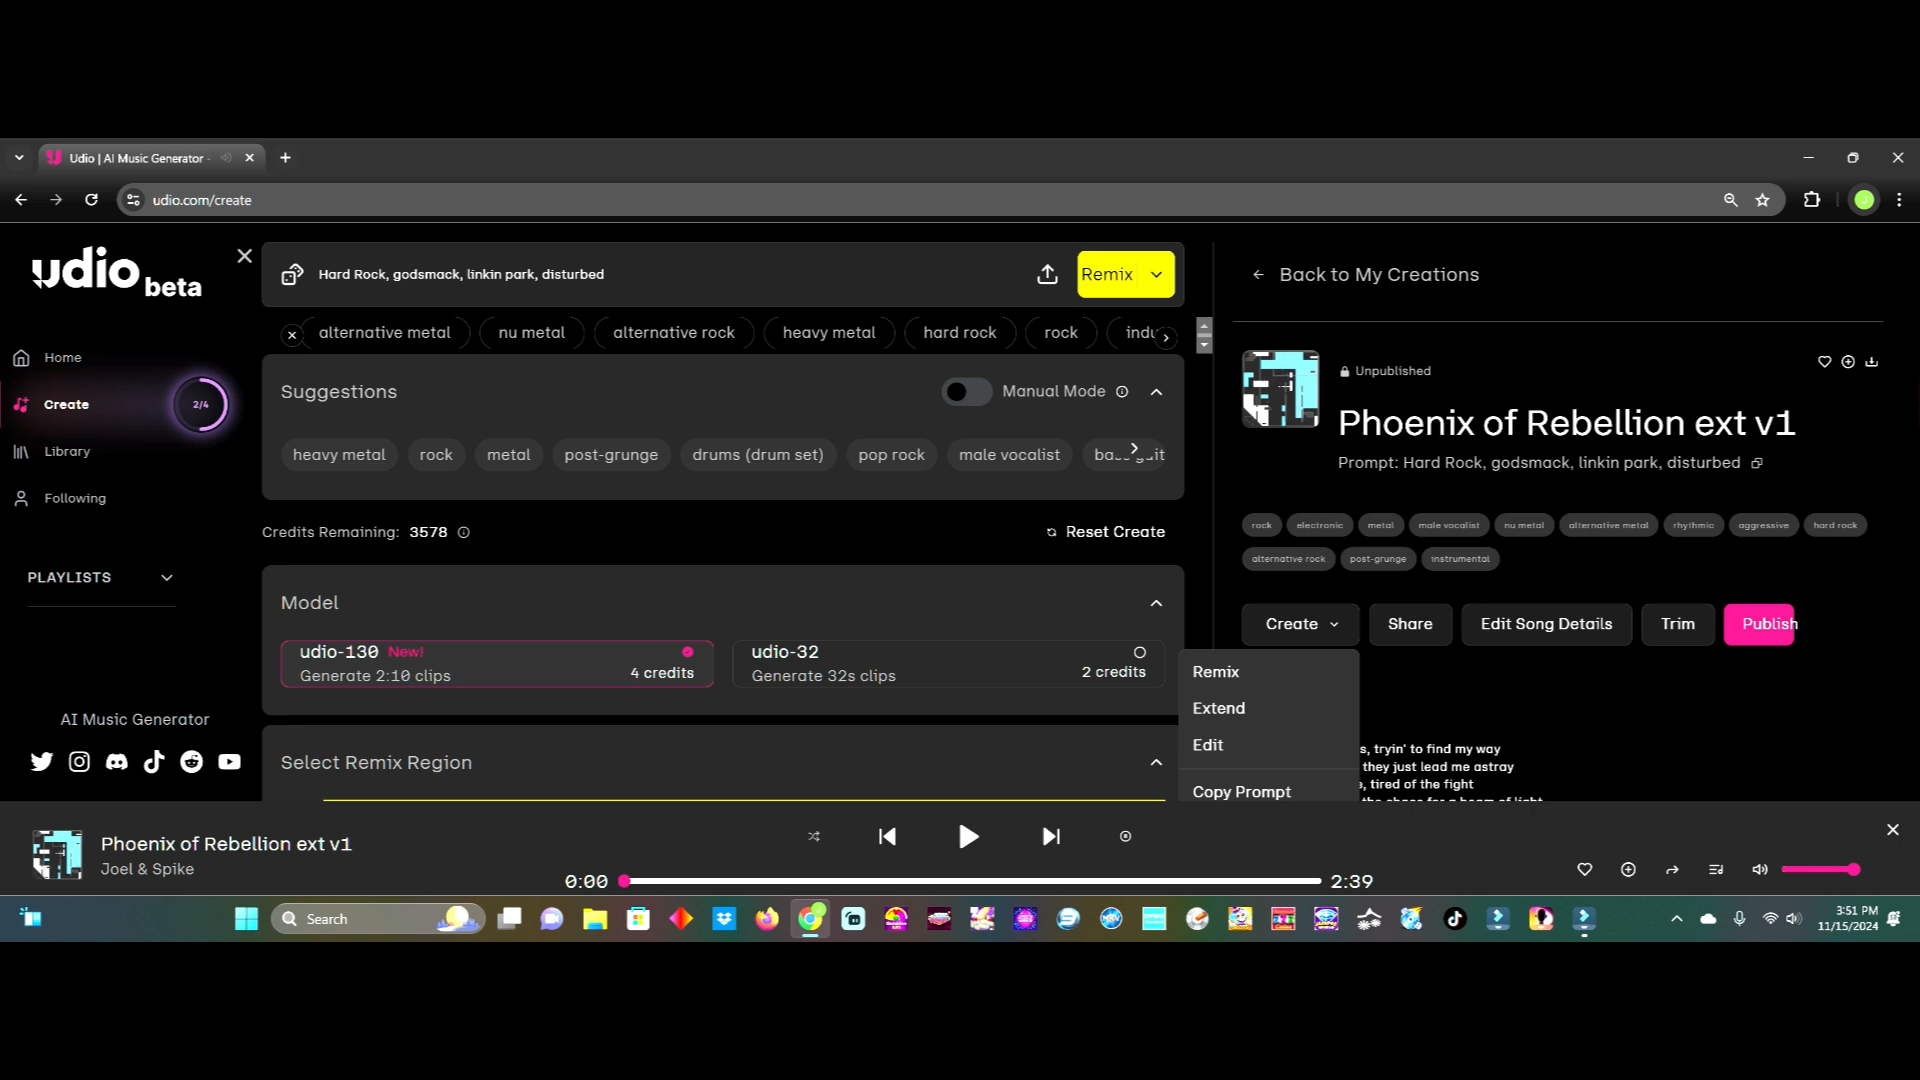 Udio | AI Music Generator -
udio.com/create
udio beta
Home
Create
2/4
Library
Following
PLAYLISTS
AI Music Generator
Hard Rock, godsmack, linkin park, disturbed
Remix
alternative metal
nu metal
alternative rock
heavy metal
hard rock
rock
indu
Suggestions
Manual Mode
heavy metal
rock
metal
post-grunge
drums (drum set)
pop rock
male vocalist
Credits Remaining: 3578
Reset Create
Model
udio-130 New!
Generate 2:10 clips
4 credits
udio-32
Generate 32s clips
2 credits
Select Remix Region
Back to My Creations
Unpublished
Phoenix of Rebellion ext v1
Prompt: Hard Rock, godsmack, linkin park, disturbed
rock
electronic
metal
male vocalist
nu metal
alternative metal
rhythmic
aggressive
hard rock
alternative rock
post-grunge
instrumental
Create
Share
Edit Song Details
Trim
Publish
Remix
Extend
Edit
Copy Prompt
s, tryin' to find my way
they just lead me astray
e, tired of the fight
Phoenix of Rebellion ext v1
Joel & Spike
0:00
2:39
Search
3:51 PM
11/15/2024